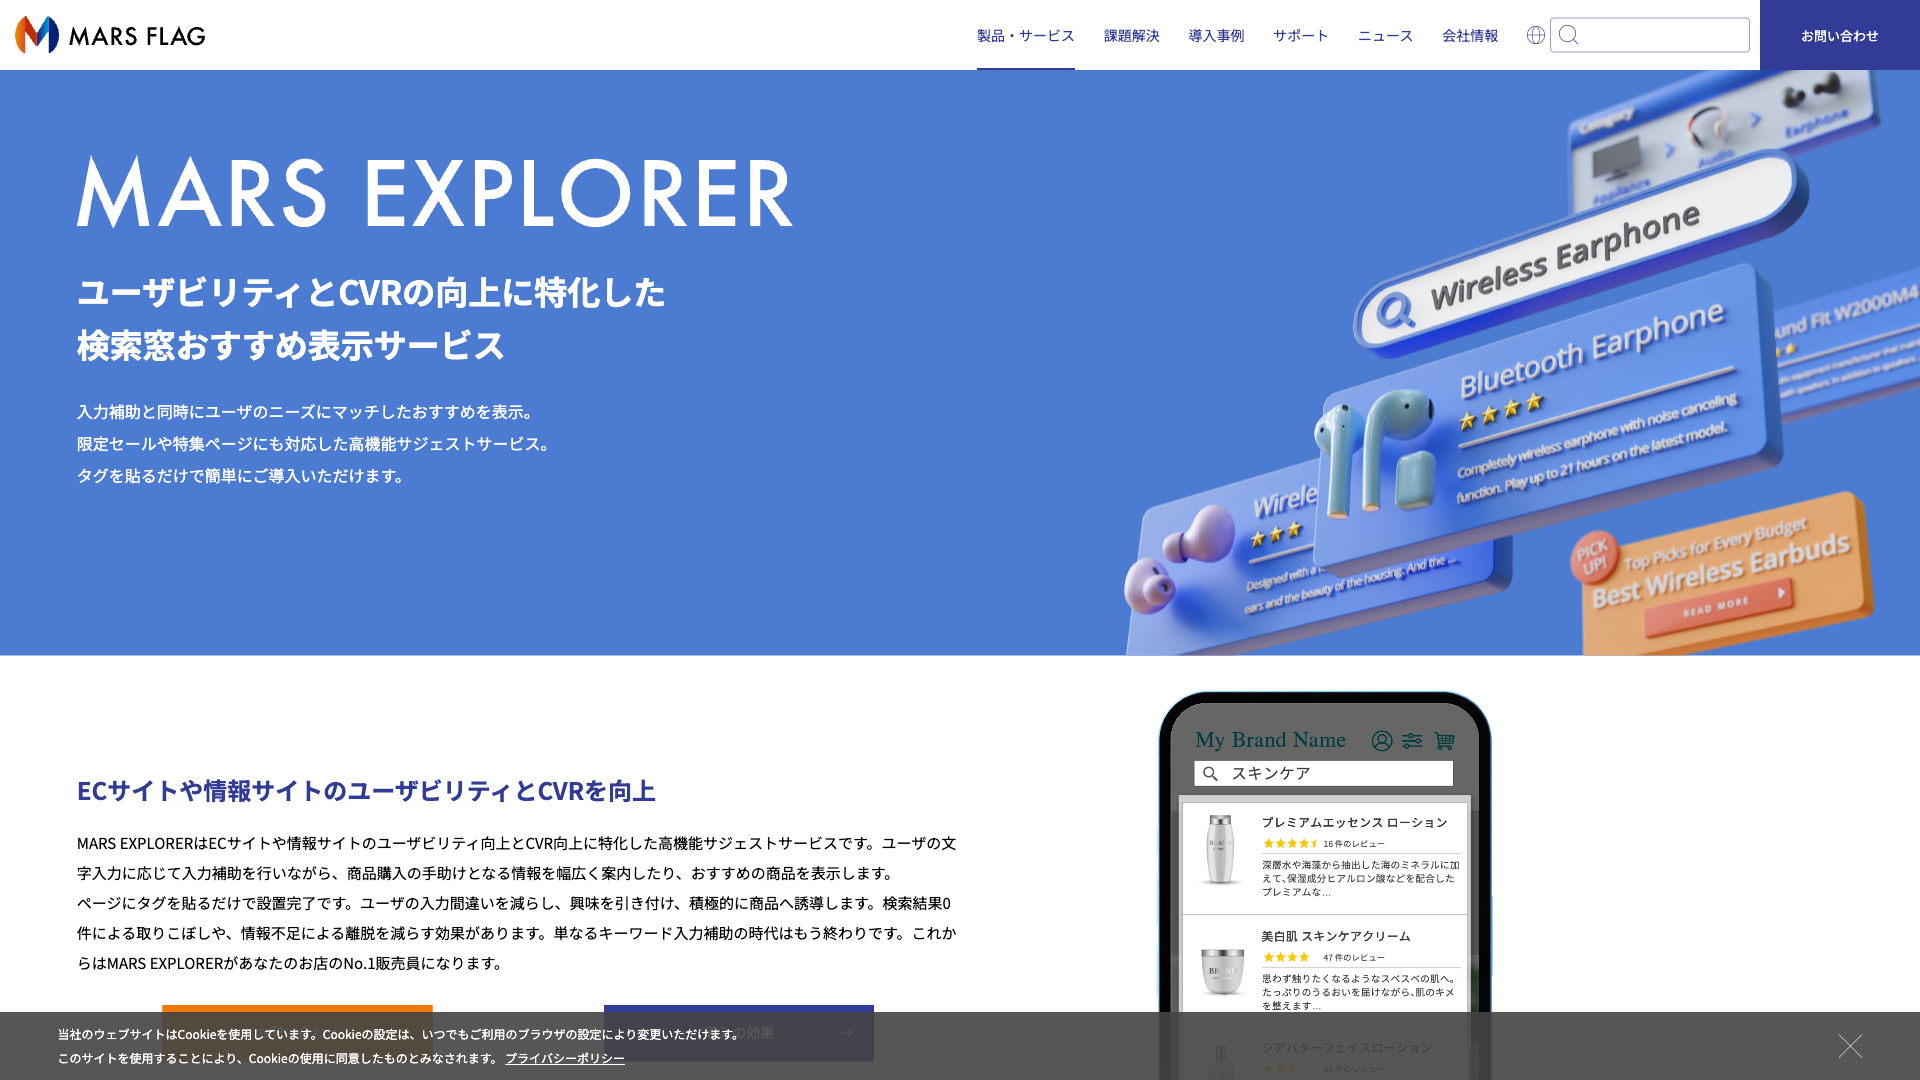 MARS FLAG
製品・サービス
課題解決
導入事例
サポート
ニュース
会社情報
お問い合わせ
MARS EXPLORER
ユーザビリティとCVRの向上に特化した
検索窓おすすめ表示サービス
入力補助と同時にユーザのニーズにマッチしたおすすめを表示。
限定セールや特集ページにも対応した高機能サジェストサービス。
タグを貼るだけで簡単にご導入いただけます。
Category
Appliance
Audio
Earphone
Wireless Earphone
Bluetooth Earphone
Completely wireless earphone with noise canceling
function. Play up to 21 hours on the latest model.
und Fit W2000M4
Wirele
Designed with a
ears and the beauty of the housing. And the ...
PICK
UP!
Top Picks for Every Budget
Best Wireless Earbuds
READ MORE
ECサイトや情報サイトのユーザビリティとCVRを向上
MARS EXPLORERはECサイトや情報サイトのユーザビリティ向上とCVR向上に特化した高機能サジェストサービスです。ユーザの文
字入力に応じて入力補助を行いながら、商品購入の手助けとなる情報を幅広く案内したり、おすすめの商品を表示します。
ページにタグを貼るだけで設置完了です。ユーザの入力間違いを減らし、興味を引き付け、積極的に商品へ誘導します。検索結果0
件による取りこぼしや、情報不足による離脱を減らす効果があります。単なるキーワード入力補助の時代はもう終わりです。これか
らはMARS EXPLORERがあなたのお店のNo.1販売員になります。
の効果
My Brand Name
スキンケア
プレミアムエッセンス ローション
16 件のレビュー
深層水や海藻から抽出した海のミネラルに加
えて、保湿成分ヒアルロン酸などを配合した
プレミアムな...
美白肌 スキンケアクリーム
47 件のレビュー
思わず触りたくなるようなスベスベの肌へ。
たっぷりのうるおいを届けながら、肌のキメ
を整えます...
シアバターフェイスローション
82 件のレビュー
当社のウェブサイトはCookieを使用しています。Cookieの設定は、いつでもご利用のブラウザの設定により変更いただけます。
このサイトを使用することにより、Cookieの使用に同意したものとみなされます。 プライバシーポリシー